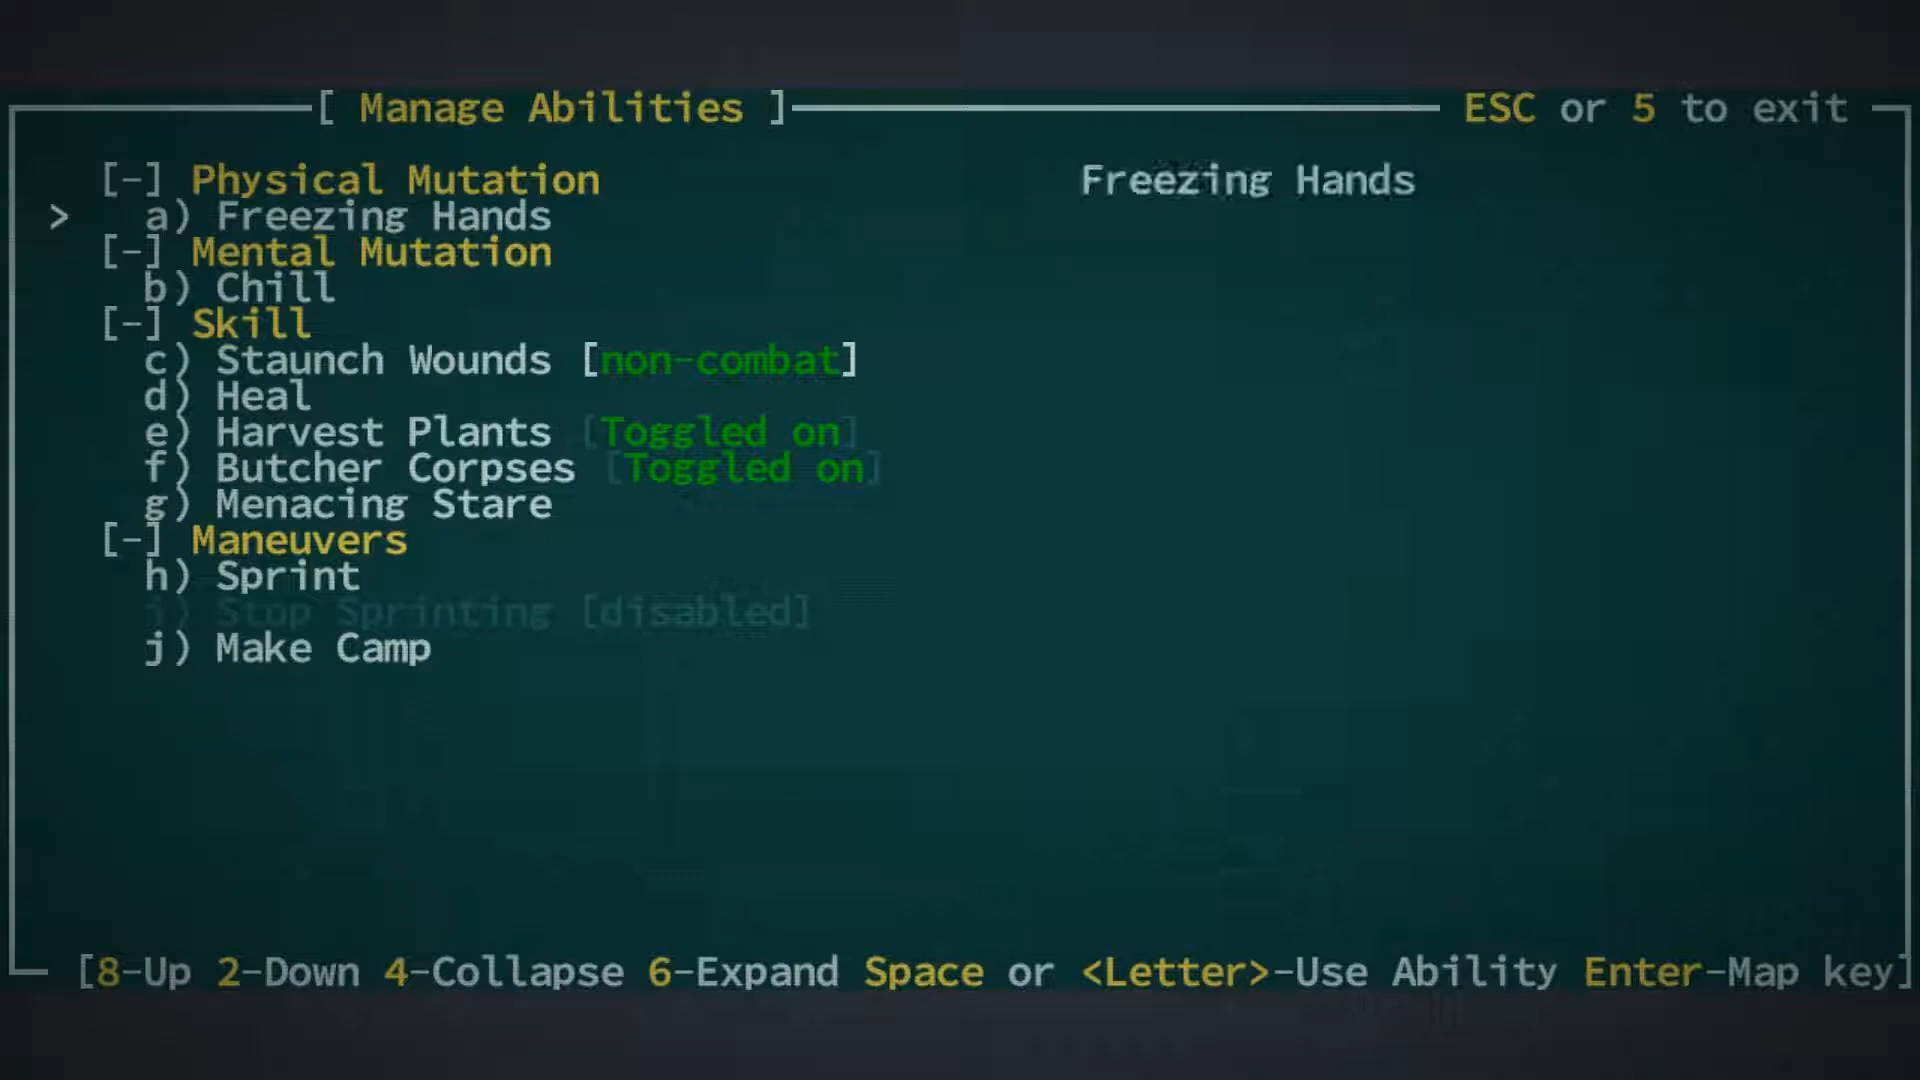 [ Manage Abilities ] ESC or 5 to exit
[-] Physical Mutation Freezing Hands
> a) Freezing Hands
[-] Mental Mutation
b) Chill
[-] Skill
c) Staunch Wounds [non-combat]
d) Heal
e) Harvest Plants [Toggled on]
f) Butcher Corpses [Toggled on]
g) Menacing Stare
[-] Maneuvers
h) Sprint
i) Stop Sprinting [disabled]
j) Make Camp
[8-Up 2-Down 4-Collapse 6-Expand Space or <Letter>-Use Ability Enter-Map key]